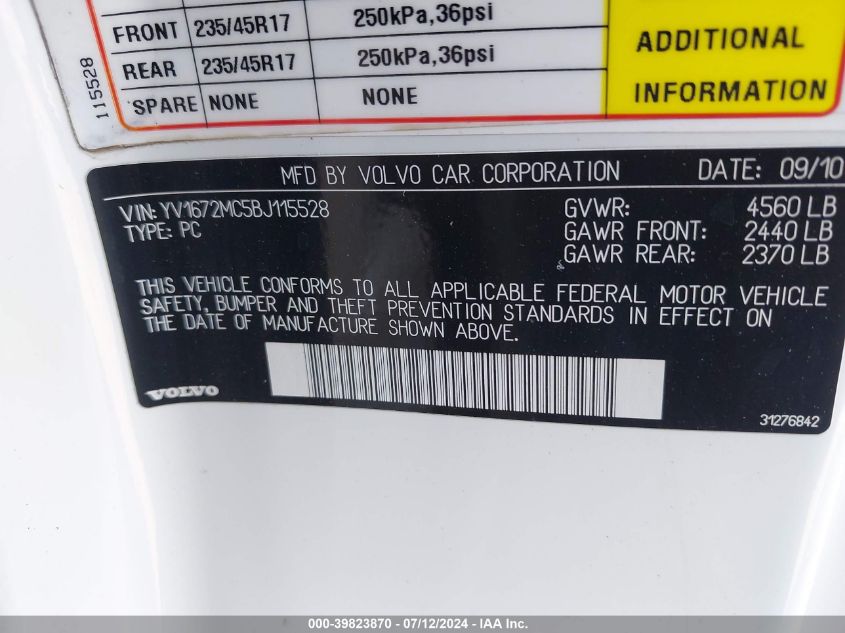 FRONT 235/45R17 250kPa,36psi
REAR 235/45R17 250kPa,36psi
SPARE NONE NONE
ADDITIONAL
INFORMATION
115528
MFD BY VOLVO CAR CORPORATION DATE: 09/10
VIN: YV1672MC5BJ115528
TYPE: PC
GVWR: 4560 LB
GAWR FRONT: 2440 LB
GAWR REAR: 2370 LB
THIS VEHICLE CONFORMS TO ALL APPLICABLE FEDERAL MOTOR VEHICLE
SAFETY, BUMPER AND THEFT PREVENTION STANDARDS IN EFFECT ON
THE DATE OF MANUFACTURE SHOWN ABOVE.
VOLVO
31276842
000-39823870 - 07/12/2024 - IAA Inc.